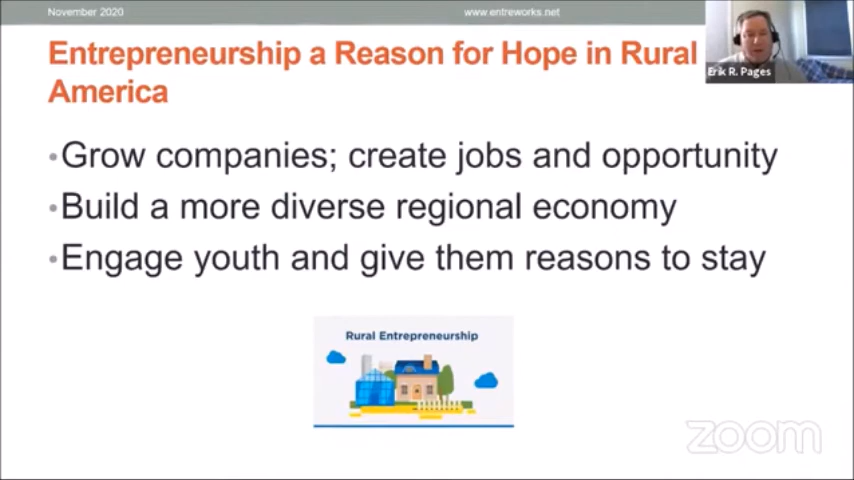 November 2020
www.entreworks.net
Entrepreneurship a Reason for Hope in Rural
America
Erik R. Pages
•Grow companies; create jobs and opportunity
•Build a more diverse regional economy
•Engage youth and give them reasons to stay
Rural Entrepreneurship
zoom